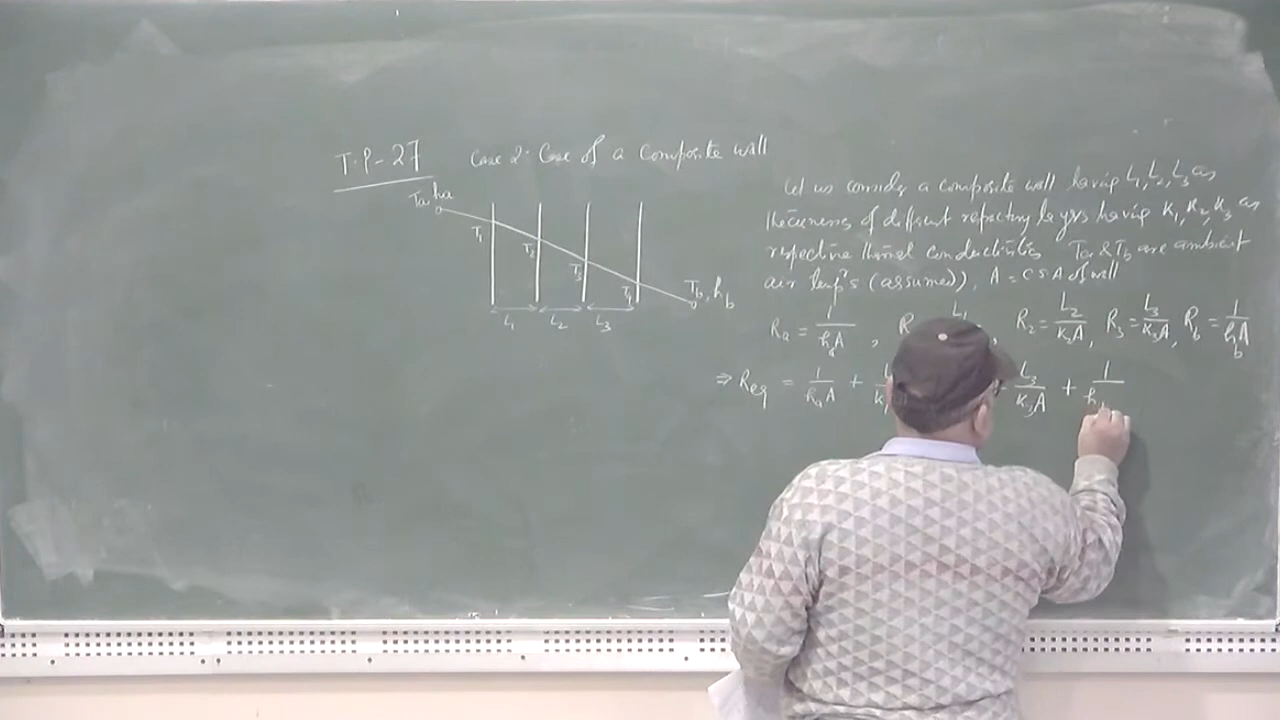 T.P-27 Case 2: Case of a Composite wall
Ta, ha
T1
T2
T3
T4
Tb, hb
L1 L2 L3
Let us consider a composite wall having L1, L2, L3 as
thicknesses of different refractory layers having K1, K2, K3 as
respective thermal conductivities Ta & Tb are ambient
air temp's (assumed), A = CSA of wall
Ra = 1/haA , R L1 , R2 = L2/K2A , R3 = L3/K3A , Rb = 1/hbA
⇒ Req = 1/haA + L3/K3A + 1/h